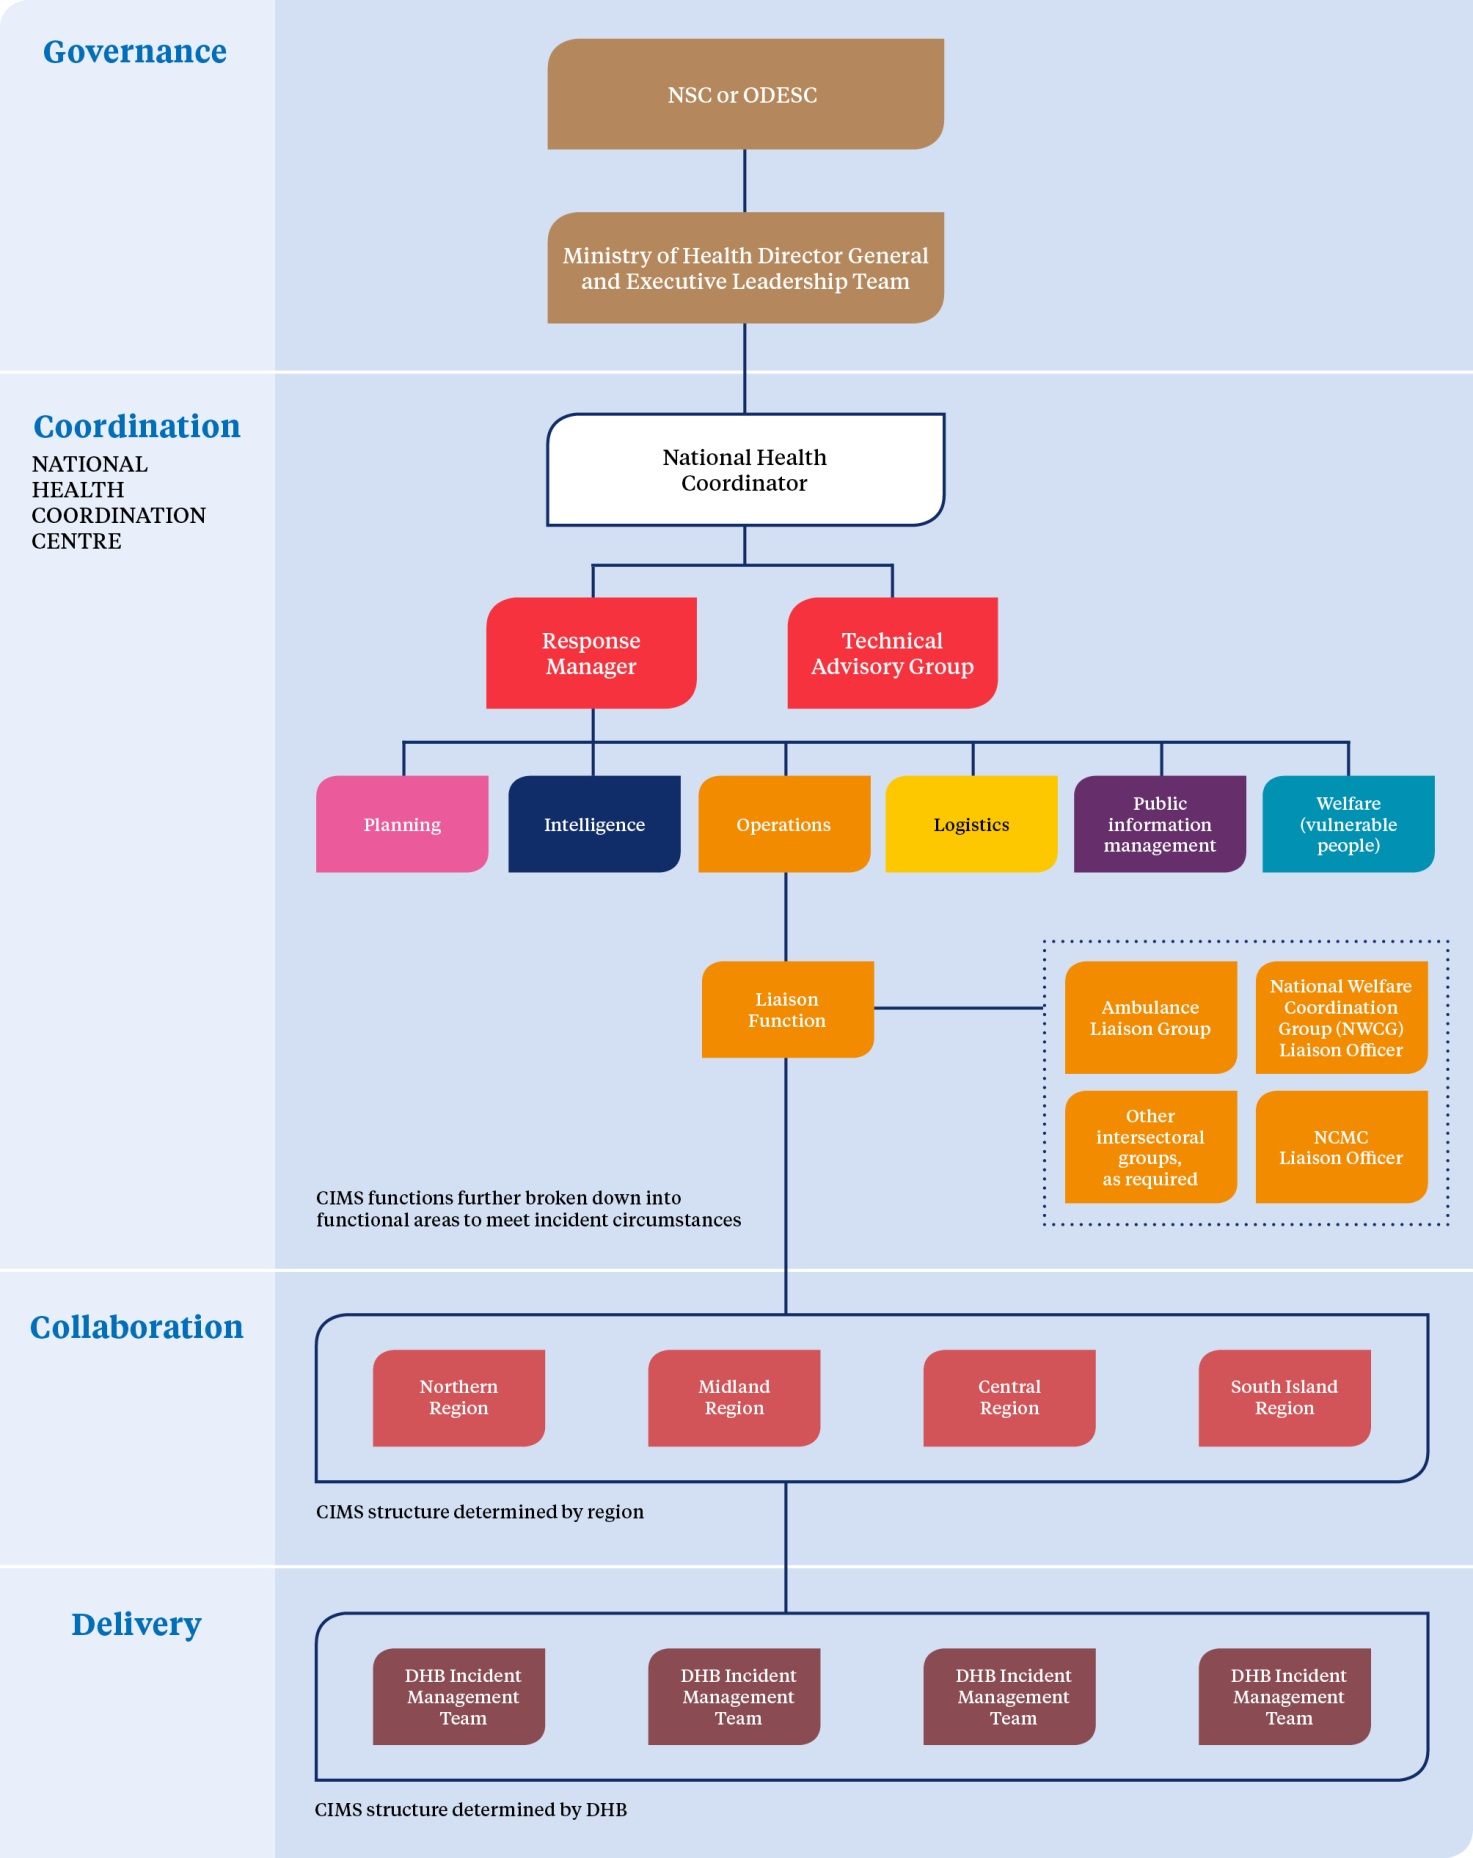 Governance
NSC or ODESC
Ministry of Health Director General
and Executive Leadership Team
Coordination
NATIONAL
HEALTH
COORDINATION
CENTRE
National Health
Coordinator
Response
Manager
Technical
Advisory Group
Planning
Intelligence
Operations
Logistics
Public
information
management
Welfare
(vulnerable
people)
Liaison
Function
Ambulance
Liaison Group
National Welfare
Coordination
Group (NWCG)
Liaison Officer
Other
intersectoral
groups,
as required
NCMC
Liaison Officer
CIMS functions further broken down into
functional areas to meet incident circumstances
Collaboration
Northern
Region
Midland
Region
Central
Region
South Island
Region
CIMS structure determined by region
Delivery
DHB Incident
Management
Team
DHB Incident
Management
Team
DHB Incident
Management
Team
DHB Incident
Management
Team
CIMS structure determined by DHB